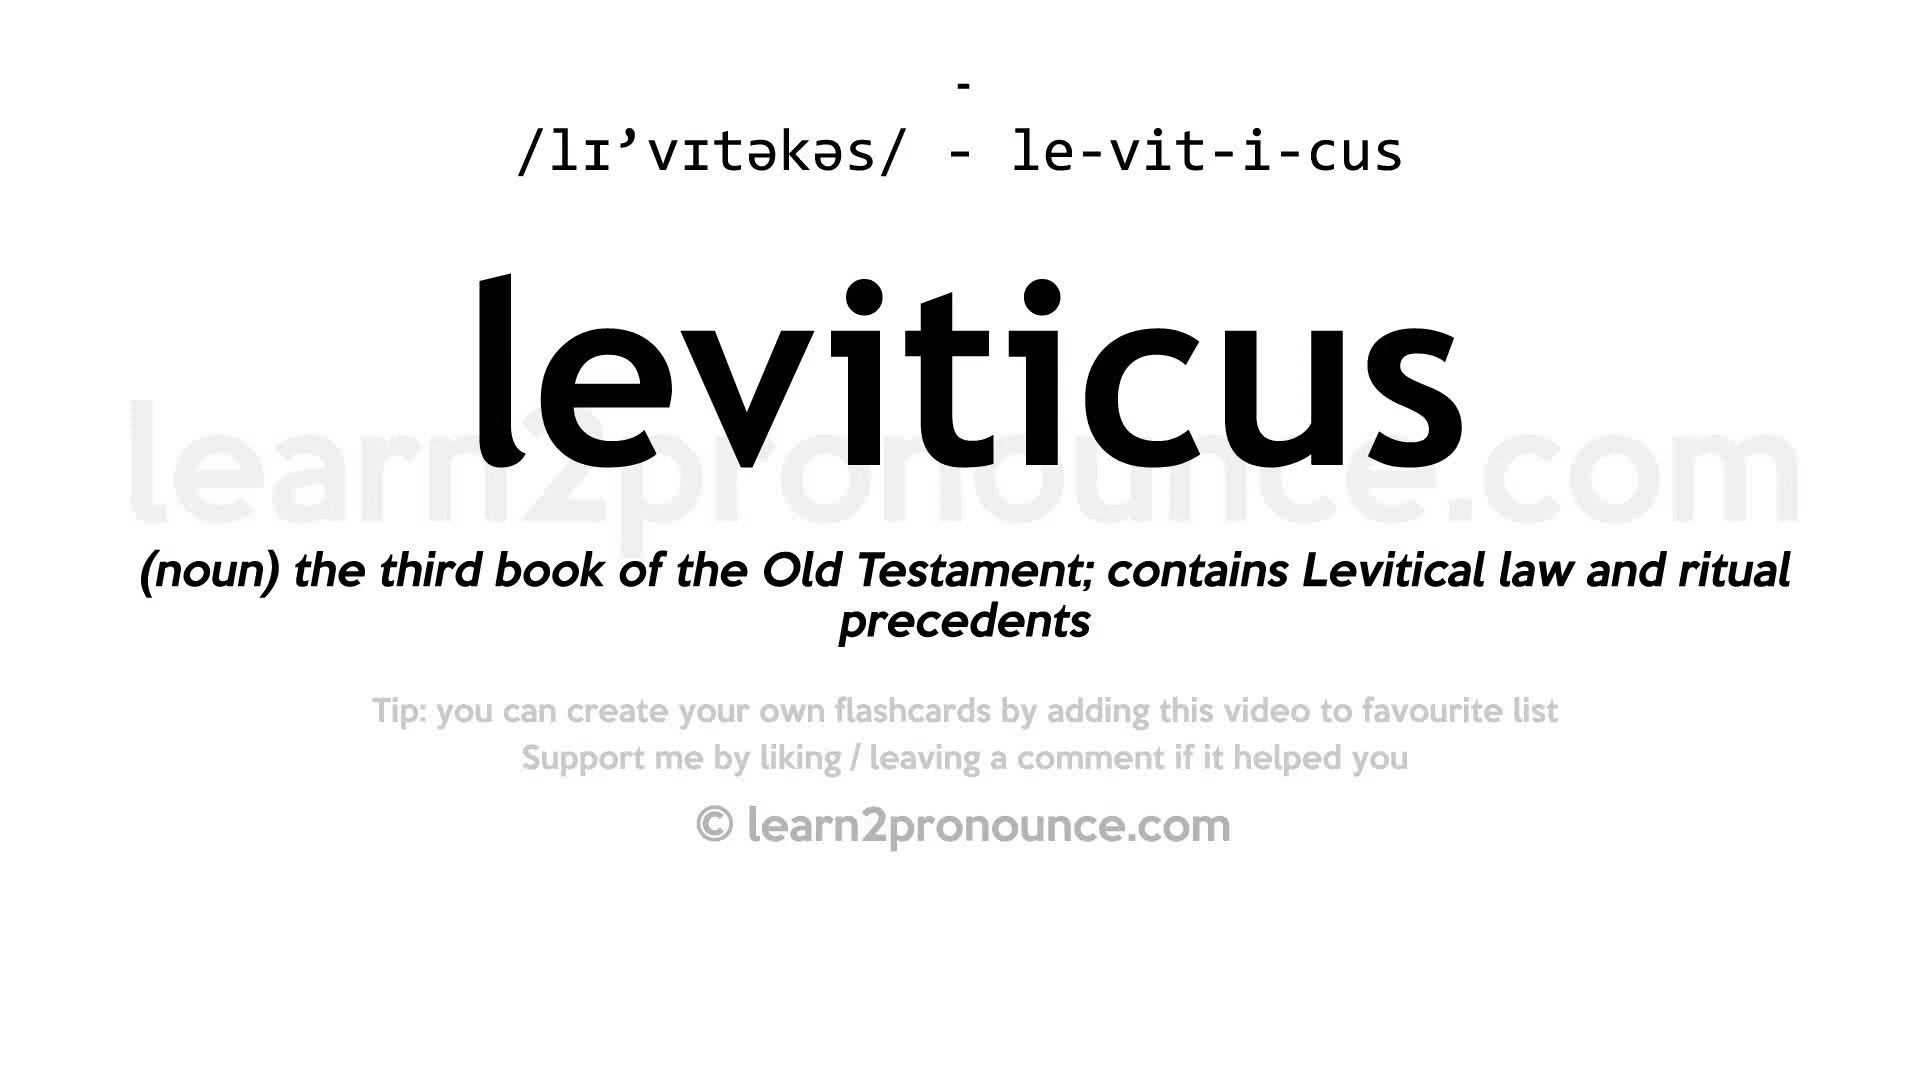 -
/lɪ’vɪtəkəs/ - le-vit-i-cus
leviticus
learn2pronounce.com
(noun) the third book of the Old Testament; contains Levitical law and ritual
precedents
Tip: you can create your own flashcards by adding this video to favourite list
Support me by liking / leaving a comment if it helped you
© learn2pronounce.com